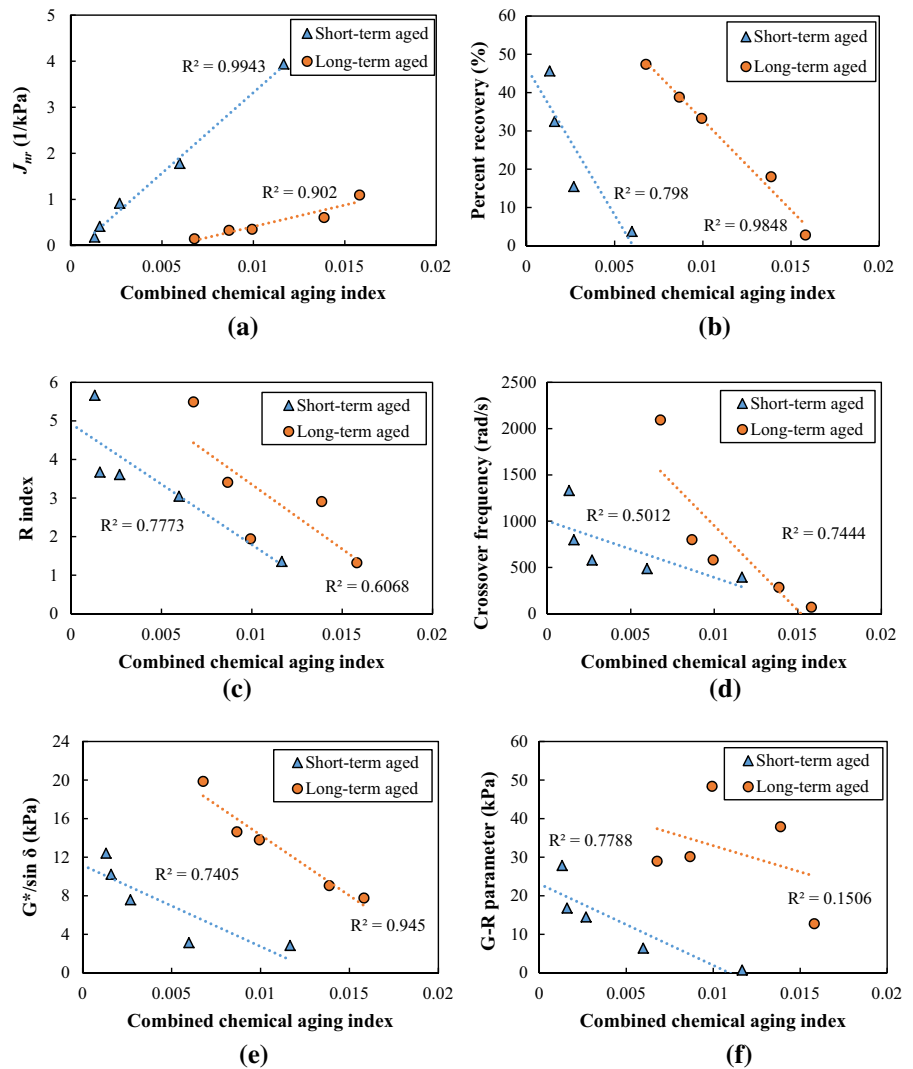 5
4
3
2
1
0
J_nr (1/kPa)
Short-term aged
Long-term aged
R² = 0.9943
R² = 0.902
0 0.005 0.01 0.015 0.02
Combined chemical aging index
(a)
60
50
40
30
20
10
0
Percent recovery (%)
Short-term aged
Long-term aged
R² = 0.798
R² = 0.9848
0 0.005 0.01 0.015 0.02
Combined chemical aging index
(b)
6
5
4
3
2
1
0
R index
Short-term aged
Long-term aged
R² = 0.7773
R² = 0.6068
0 0.005 0.01 0.015 0.02
Combined chemical aging index
(c)
2500
2000
1500
1000
500
0
Crossover frequency (rad/s)
Short-term aged
Long-term aged
R² = 0.5012
R² = 0.7444
0 0.005 0.01 0.015 0.02
Combined chemical aging index
(d)
24
20
16
12
8
4
0
G*/sin δ (kPa)
Short-term aged
Long-term aged
R² = 0.7405
R² = 0.945
0 0.005 0.01 0.015 0.02
Combined chemical aging index
(e)
60
50
40
30
20
10
0
G-R parameter (kPa)
Short-term aged
Long-term aged
R² = 0.7788
R² = 0.1506
0 0.005 0.01 0.015 0.02
Combined chemical aging index
(f)